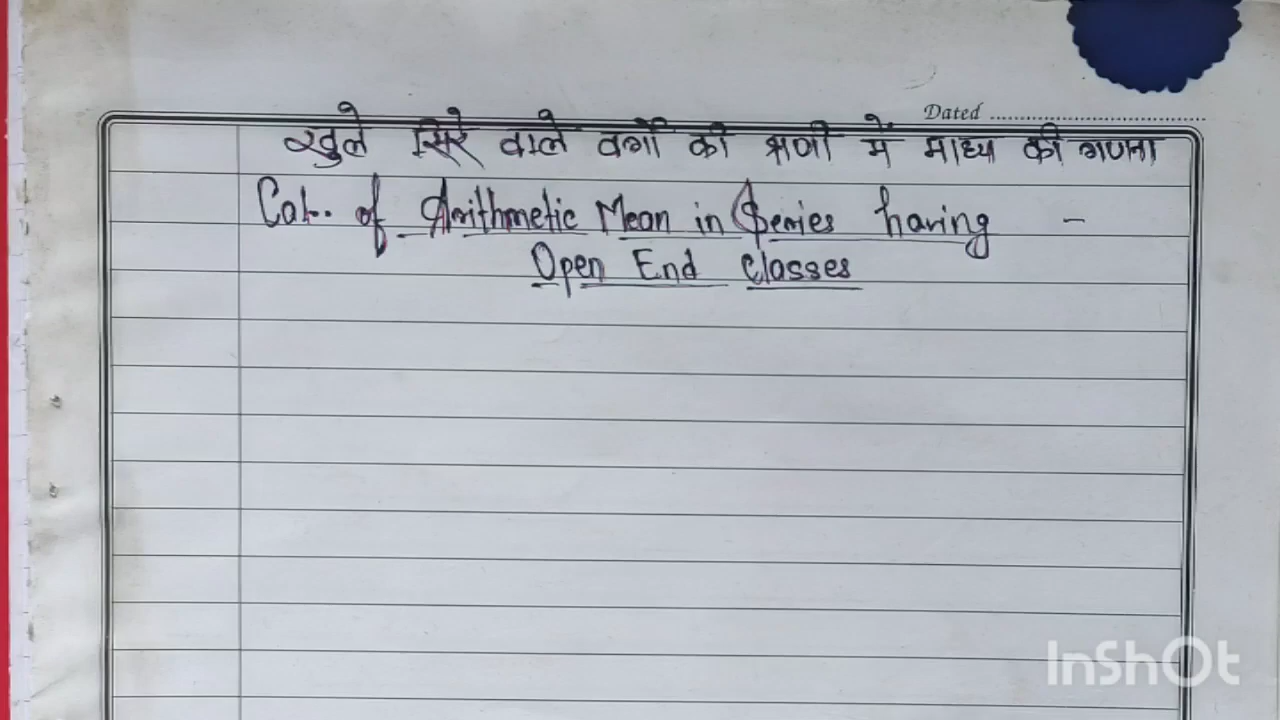 Dated
खुले सिरे वाले वर्गों की श्रेणी में माध्य की गणना
Cal. of Arithmetic Mean in Series having -
Open End Classes
InShOt